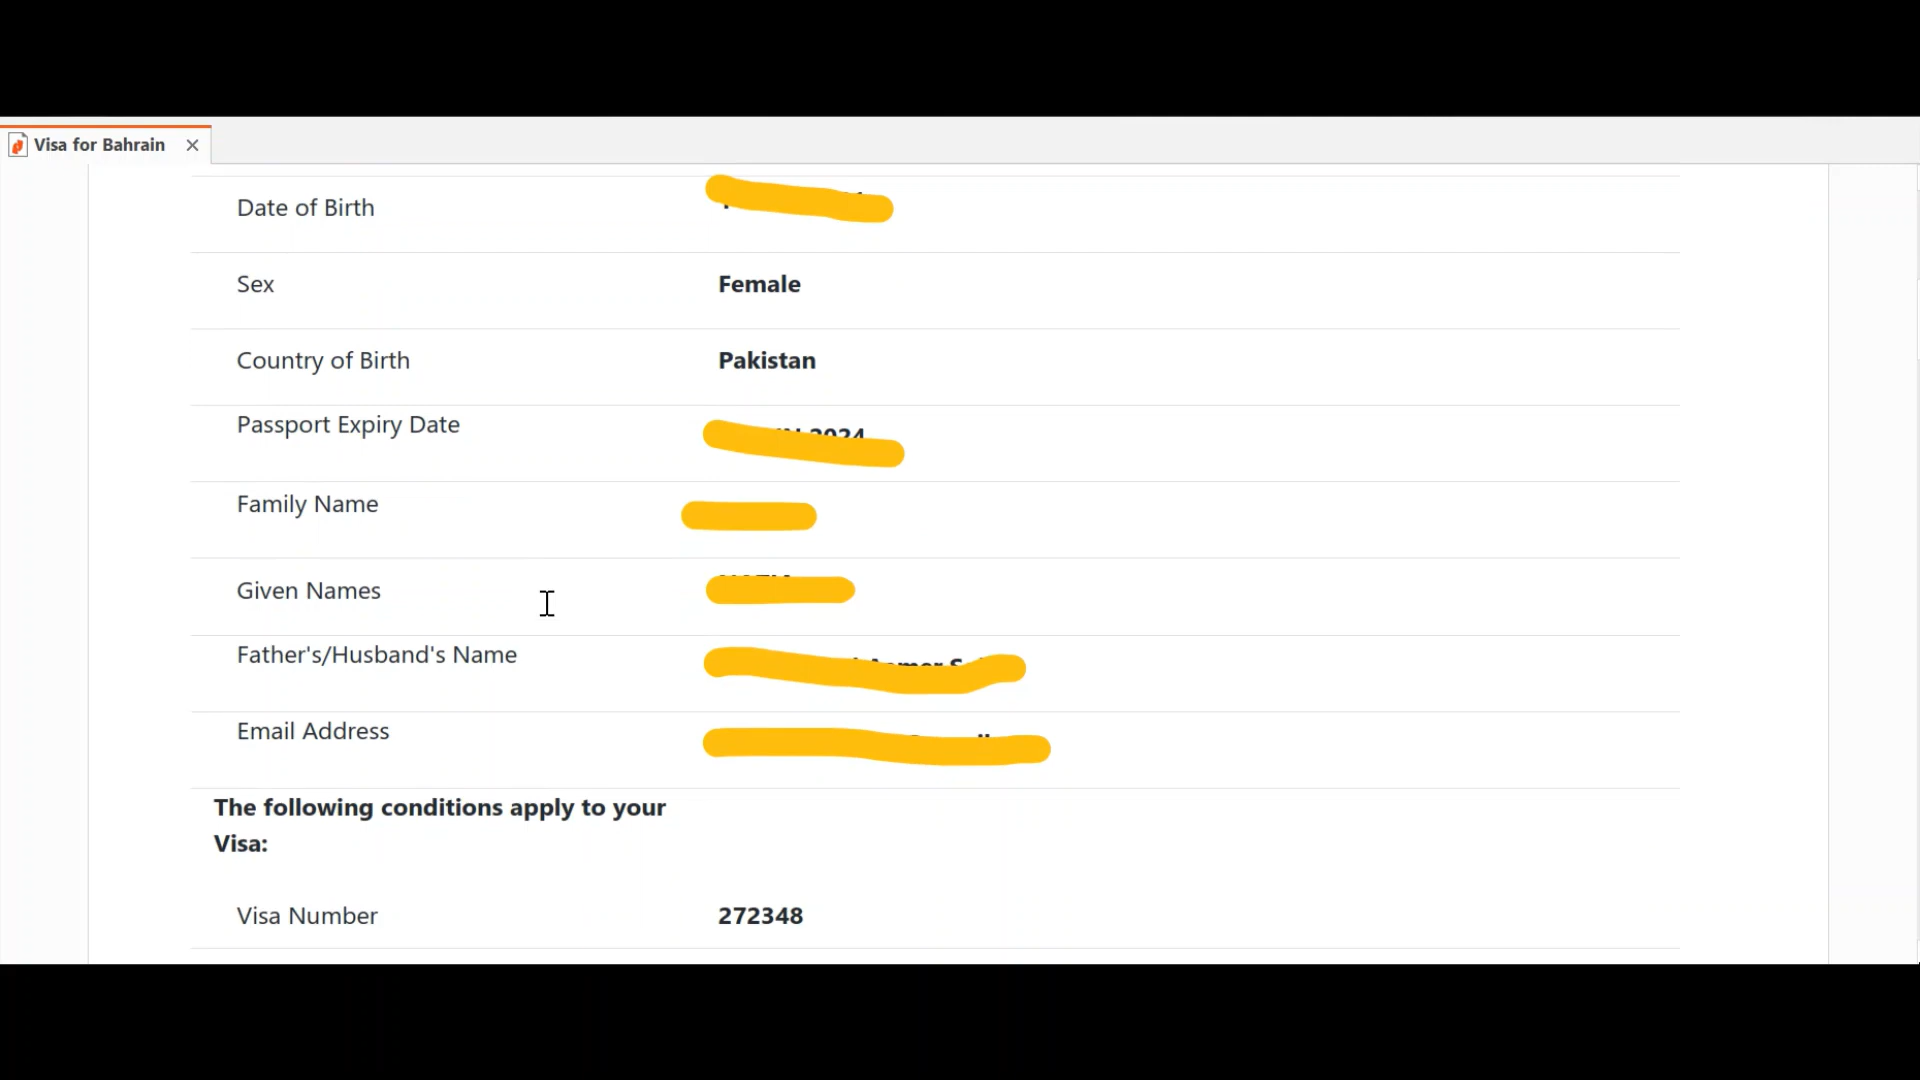 Visa for Bahrain
Date of Birth
Sex Female
Country of Birth Pakistan
Passport Expiry Date
Family Name
Given Names
Father's/Husband's Name
Email Address
The following conditions apply to your
Visa:
Visa Number 272348